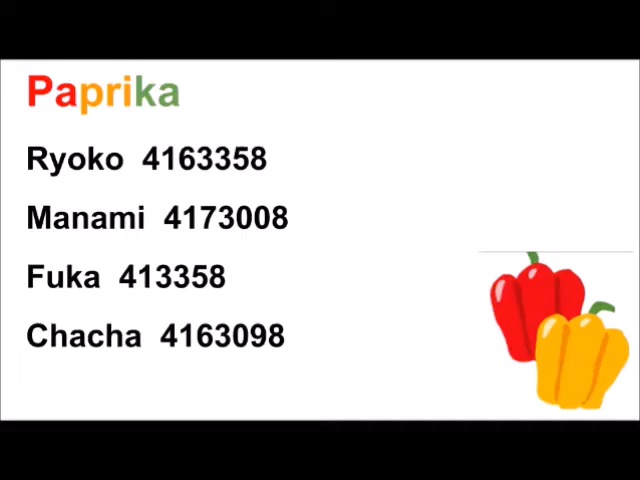 Paprika
Ryoko 4163358
Manami 4173008
Fuka 413358
Chacha 4163098